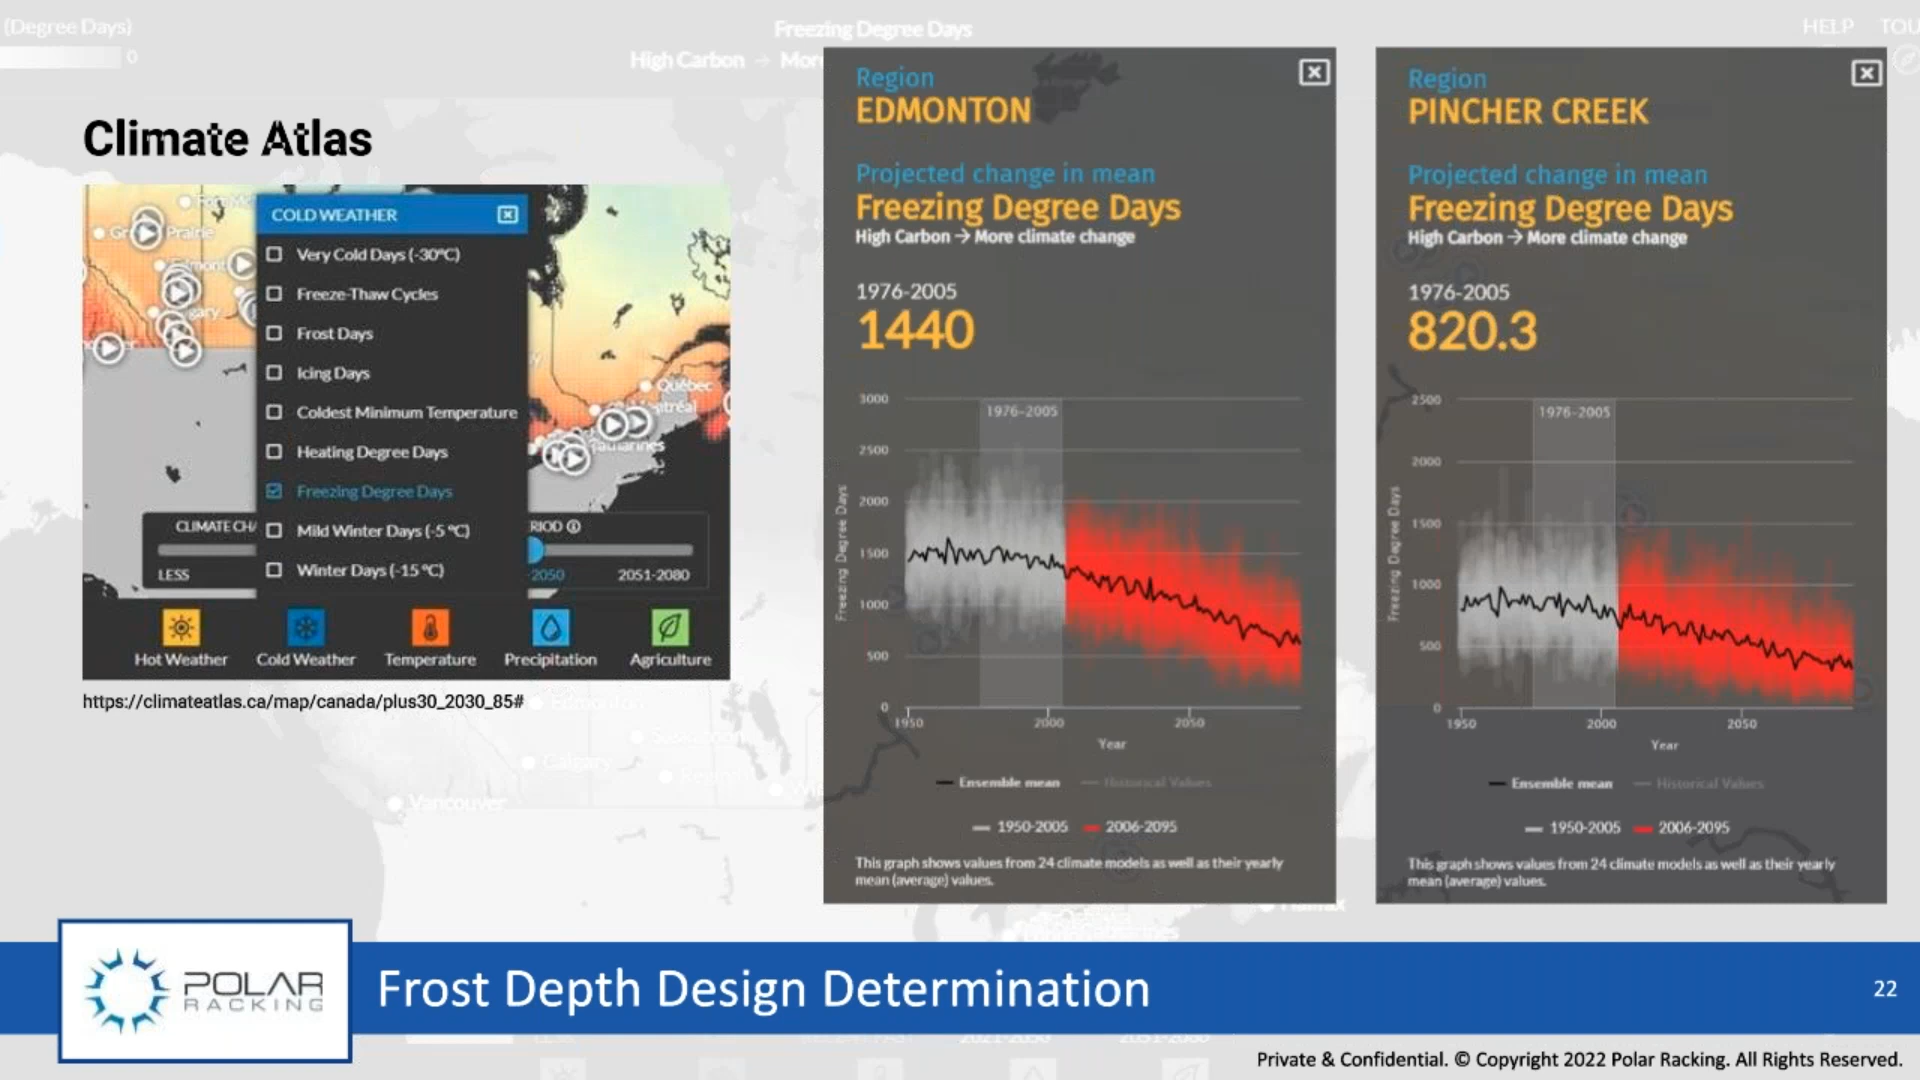 (Degree Days)
0
Freezing Degree Days
High Carbon → More
HELP TOU
Climate Atlas
COLD WEATHER
Very Cold Days (-30°C)
Freeze-Thaw Cycles
Frost Days
Icing Days
Coldest Minimum Temperature
Heating Degree Days
Freezing Degree Days
Mild Winter Days (-5 °C)
Winter Days (-15 °C)
Prairie
Québec
CLIMATE CH
RIOD
LESS
-2050
2051-2080
Hot Weather
Cold Weather
Temperature
Precipitation
Agriculture
https://climateatlas.ca/map/canada/plus30_2030_85#
Edmonton
Calgary
Vancouver
Region
EDMONTON
Projected change in mean
Freezing Degree Days
High Carbon → More climate change
1976-2005
1440
3000
2500
2000
1500
1000
500
0
Freezing Degree Days
1976-2005
1950
2000
2050
Year
Ensemble mean
Historical Values
1950-2005
2006-2095
This graph shows values from 24 climate models as well as their yearly
mean (average) values.
Region
PINCHER CREEK
Projected change in mean
Freezing Degree Days
High Carbon → More climate change
1976-2005
820.3
2500
2000
1500
1000
500
0
Freezing Degree Days
1976-2005
1950
2000
2050
Year
Ensemble mean
Historical Values
1950-2005
2006-2095
This graph shows values from 24 climate models as well as their yearly
mean (average) values.
POLAR
RACKING
Frost Depth Design Determination
22
Private & Confidential. © Copyright 2022 Polar Racking. All Rights Reserved.